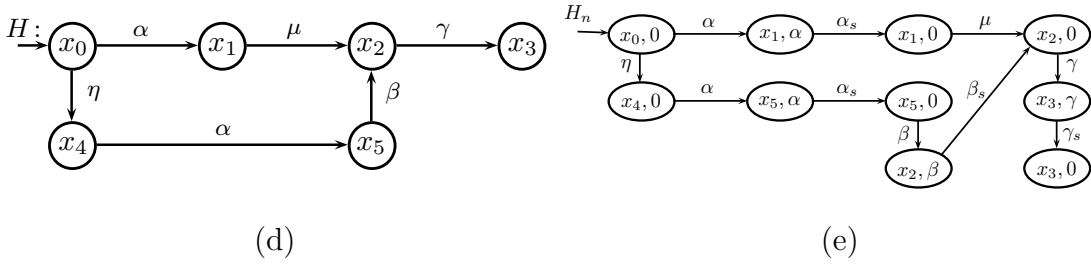 H:
x₀
α
x₁
μ
x₂
γ
x₃
η
β
x₄
α
x₅
(d)
Hₙ
x₀, 0
α
x₁, α
αₛ
x₁, 0
μ
x₂, 0
η
γ
x₄, 0
α
x₅, α
αₛ
x₅, 0
βₛ
x₃, γ
β
γₛ
x₂, β
x₃, 0
(e)